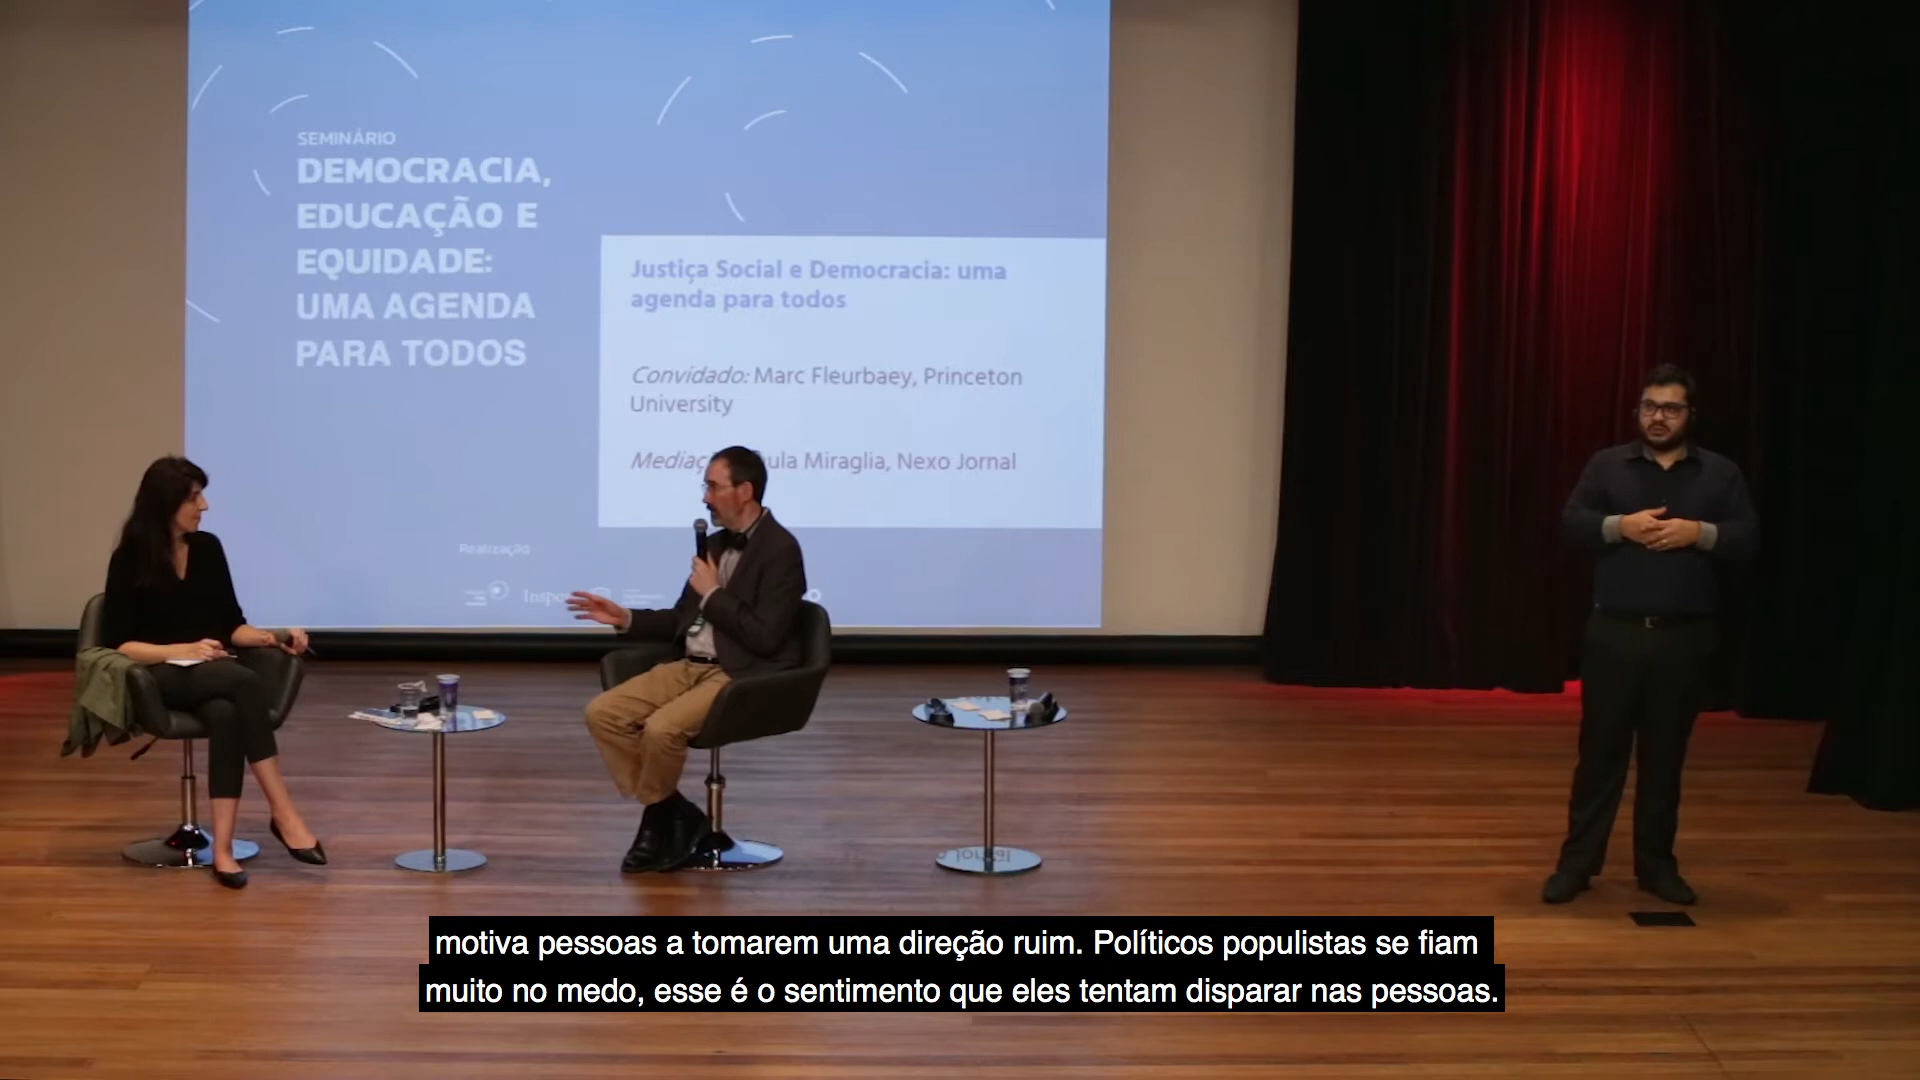 SEMINÁRIO
DEMOCRACIA,
EDUCAÇÃO E
EQUIDADE:
UMA AGENDA
PARA TODOS
Justiça Social e Democracia: uma
agenda para todos
Convidado: Marc Fleurbaey, Princeton
University
Miraglia, Nexo Jornal
Realização
motiva pessoas a tomarem uma direção ruim. Políticos populistas se fiam
muito no medo, esse é o sentimento que eles tentam disparar nas pessoas.